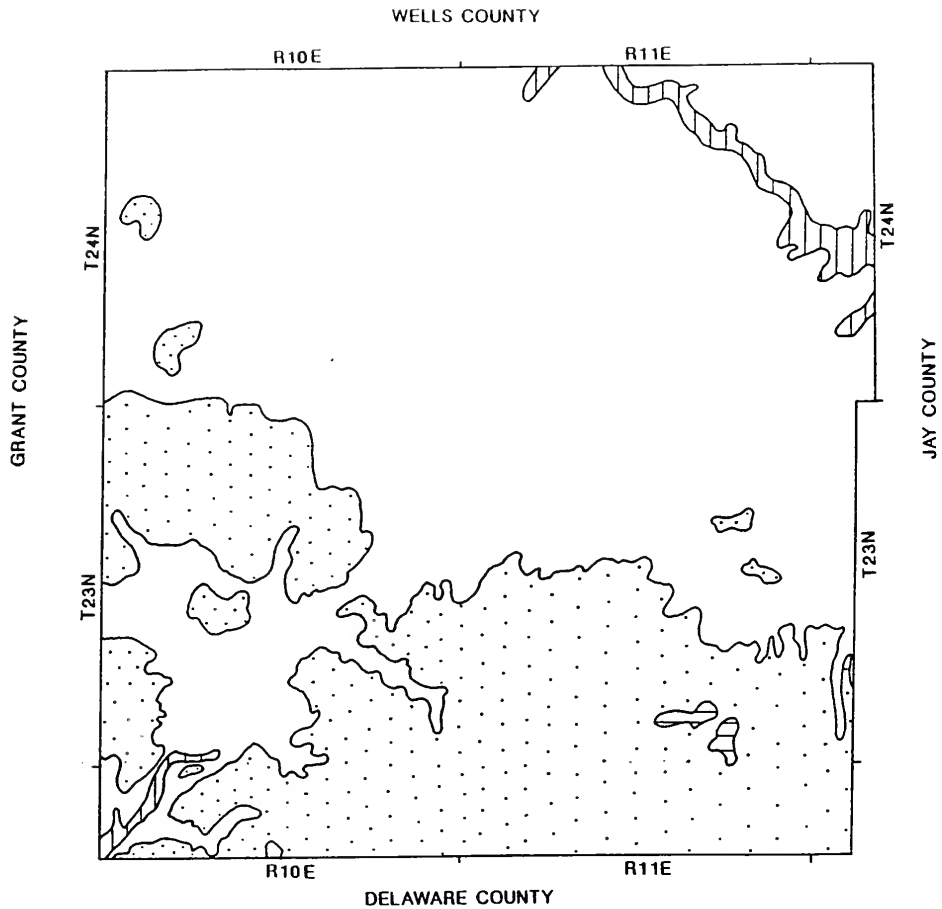 WELLS COUNTY
R10E
R11E
T24N
T24N
GRANT COUNTY
JAY COUNTY
T23N
T23N
R10E
R11E
DELAWARE COUNTY